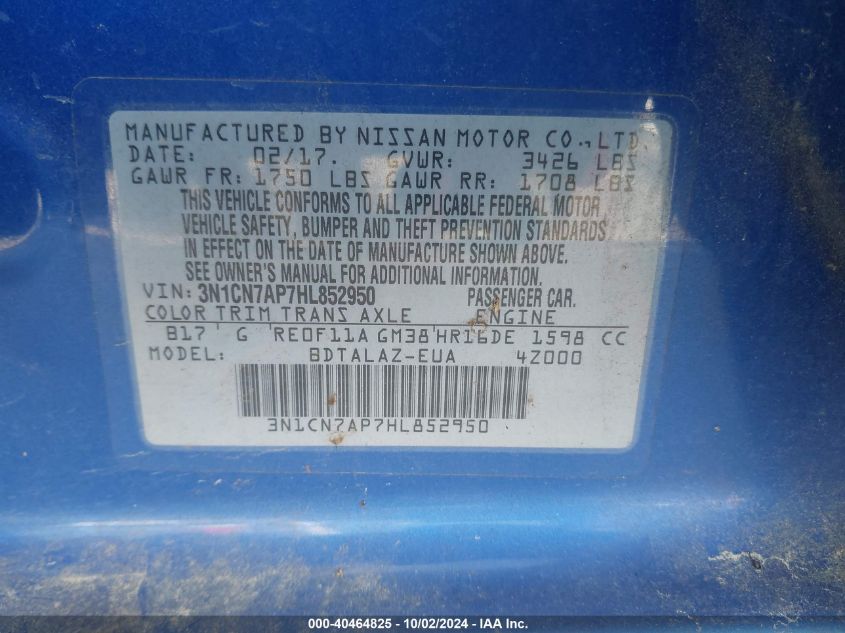 MANUFACTURED BY NISSAN MOTOR CO., LTD.
DATE: 02/17. GVWR: 3426 LBS
GAWR FR: 1750 LBS GAWR RR: 1708 LBS
THIS VEHICLE CONFORMS TO ALL APPLICABLE FEDERAL MOTOR
VEHICLE SAFETY, BUMPER AND THEFT PREVENTION STANDARDS
IN EFFECT ON THE DATE OF MANUFACTURE SHOWN ABOVE.
SEE OWNER'S MANUAL FOR ADDITIONAL INFORMATION.
VIN: 3N1CN7AP7HL852950 PASSENGER CAR.
COLOR TRIM TRANS AXLE ENGINE
B17 G RE0F11A GM38 HR16DE 1598 CC
MODEL: BDTALAZ-EUA 4Z000
3N1CN7AP7HL852950
000-40464825 - 10/02/2024 - IAA Inc.